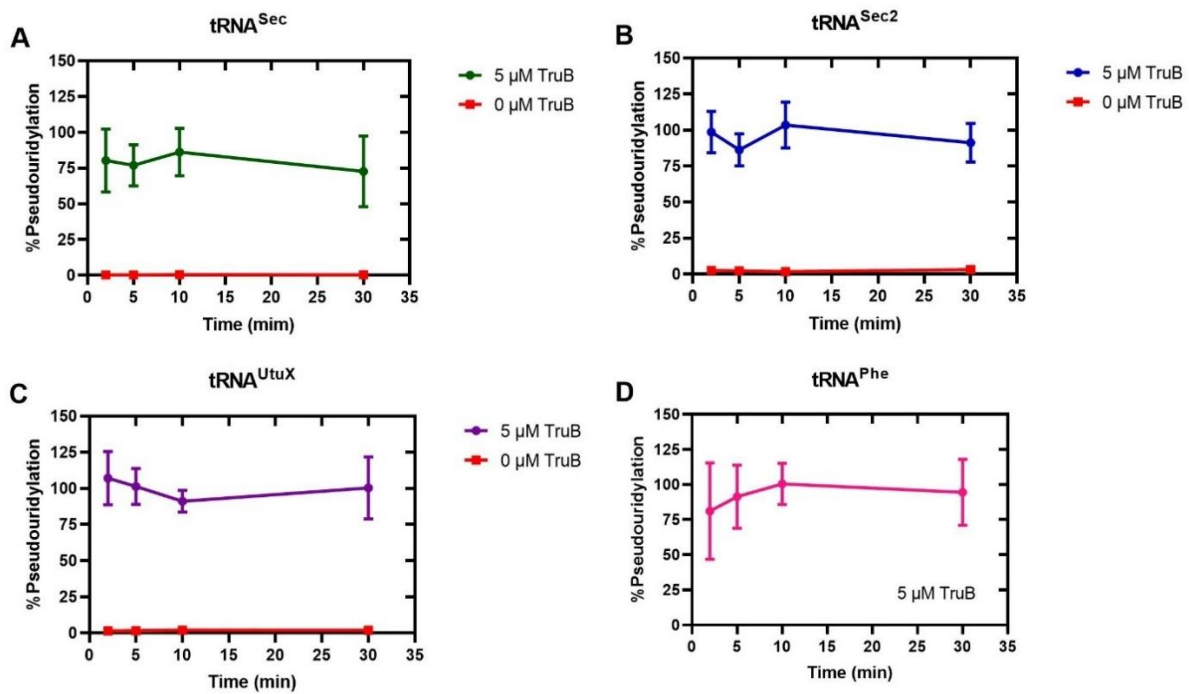 A
tRNA^Sec
%Pseudouridylation
150
125
100
75
50
25
0
0 5 10 15 20 25 30 35
Time (mim)
5 µM TruB
0 µM TruB
B
tRNA^Sec2
%Pseudouridylation
150
125
100
75
50
25
0
0 5 10 15 20 25 30 35
Time (mim)
5 µM TruB
0 µM TruB
C
tRNA^UtuX
%Pseudouridylation
150
125
100
75
50
25
0
0 5 10 15 20 25 30 35
Time (min)
5 µM TruB
0 µM TruB
D
tRNA^Phe
%Pseudouridylation
150
125
100
75
50
25
0
0 5 10 15 20 25 30 35
Time (min)
5 µM TruB